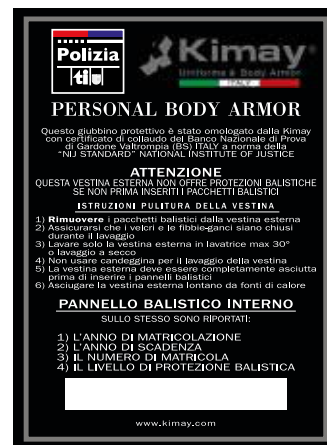 Polizia
ti
Kimay®
Uniforms & Body Armor
ITALY
PERSONAL BODY ARMOR
Questo giubbino protettivo è stato omologato dalla Kimay
con certificato di collaudo del Banco Nazionale di Prova
di Gardone Valtrompia (BS) ITALY a norma della
"NIJ STANDARD" NATIONAL INSTITUTE OF JUSTICE
ATTENZIONE
QUESTA VESTINA ESTERNA NON OFFRE PROTEZIONI BALISTICHE
SE NON PRIMA INSERITI I PACCHETTI BALISTICI
ISTRUZIONI PULITURA DELLA VESTINA
1) Rimuovere i pacchetti balistici dalla vestina esterna
2) Assicurarsi che i velcri e le fibbie-ganci siano chiusi
durante il lavaggio
3) Lavare solo la vestina esterna in lavatrice max 30°
o lavaggio a secco
4) Non usare candeggina per il lavaggio della vestina
5) La vestina esterna deve essere completamente asciutta
prima di inserire i pannelli balistici
6) Asciugare la vestina esterna lontano da fonti di calore
PANNELLO BALISTICO INTERNO
SULLO STESSO SONO RIPORTATI:
1) L'ANNO DI MATRICOLAZIONE
2) L'ANNO DI SCADENZA
3) IL NUMERO DI MATRICOLA
4) IL LIVELLO DI PROTEZIONE BALISTICA
www.kimay.com